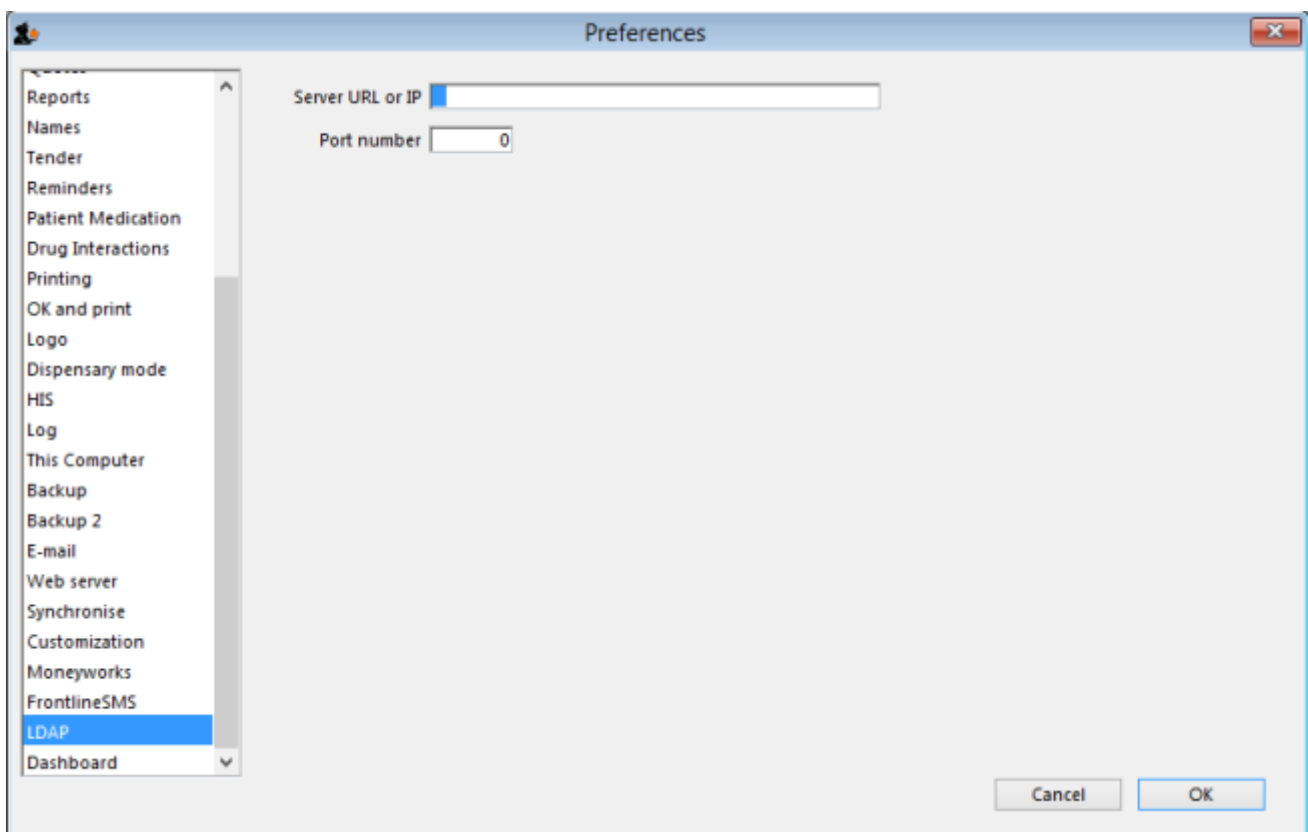 Preferences
Reports
Names
Tender
Reminders
Patient Medication
Drug Interactions
Printing
OK and print
Logo
Dispensary mode
HIS
Log
This Computer
Backup
Backup 2
E-mail
Web server
Synchronise
Customization
Moneyworks
FrontlineSMS
LDAP
Dashboard
Server URL or IP
Port number 0
Cancel OK